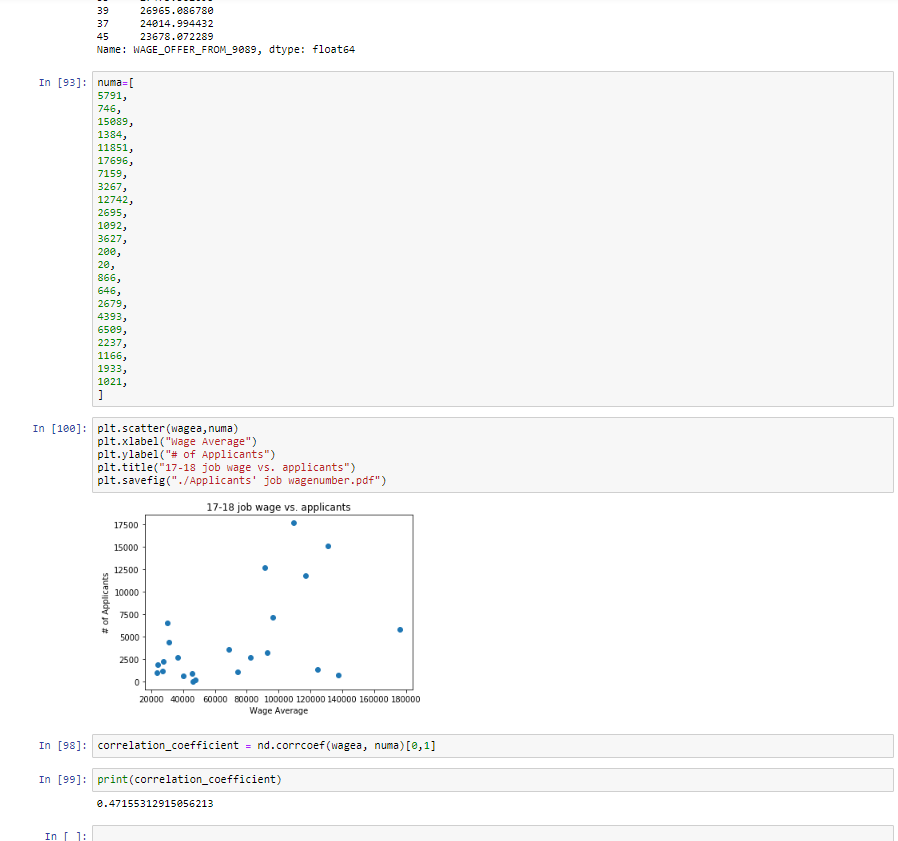 39 26965.086780
37 24014.994432
45 23678.072289
Name: WAGE_OFFER_FROM_9089, dtype: float64
In [93]: numa=[
5791,
746,
15089,
1384,
11851,
17696,
7159,
3267,
12742,
2695,
1092,
3627,
200,
20,
866,
646,
2679,
4393,
6509,
2237,
1166,
1933,
1021,
]
In [100]: plt.scatter(wagea,numa)
plt.xlabel("Wage Average")
plt.ylabel("# of Applicants")
plt.title("17-18 job wage vs. applicants")
plt.savefig("./Applicants' job wagenumber.pdf")
17-18 job wage vs. applicants
17500
15000
12500
10000
7500
5000
2500
0
# of Applicants
20000 40000 60000 80000 100000 120000 140000 160000 180000
Wage Average
In [98]: correlation_coefficient = nd.corrcoef(wagea, numa)[0,1]
In [99]: print(correlation_coefficient)
0.47155312915056213
In [ ]: